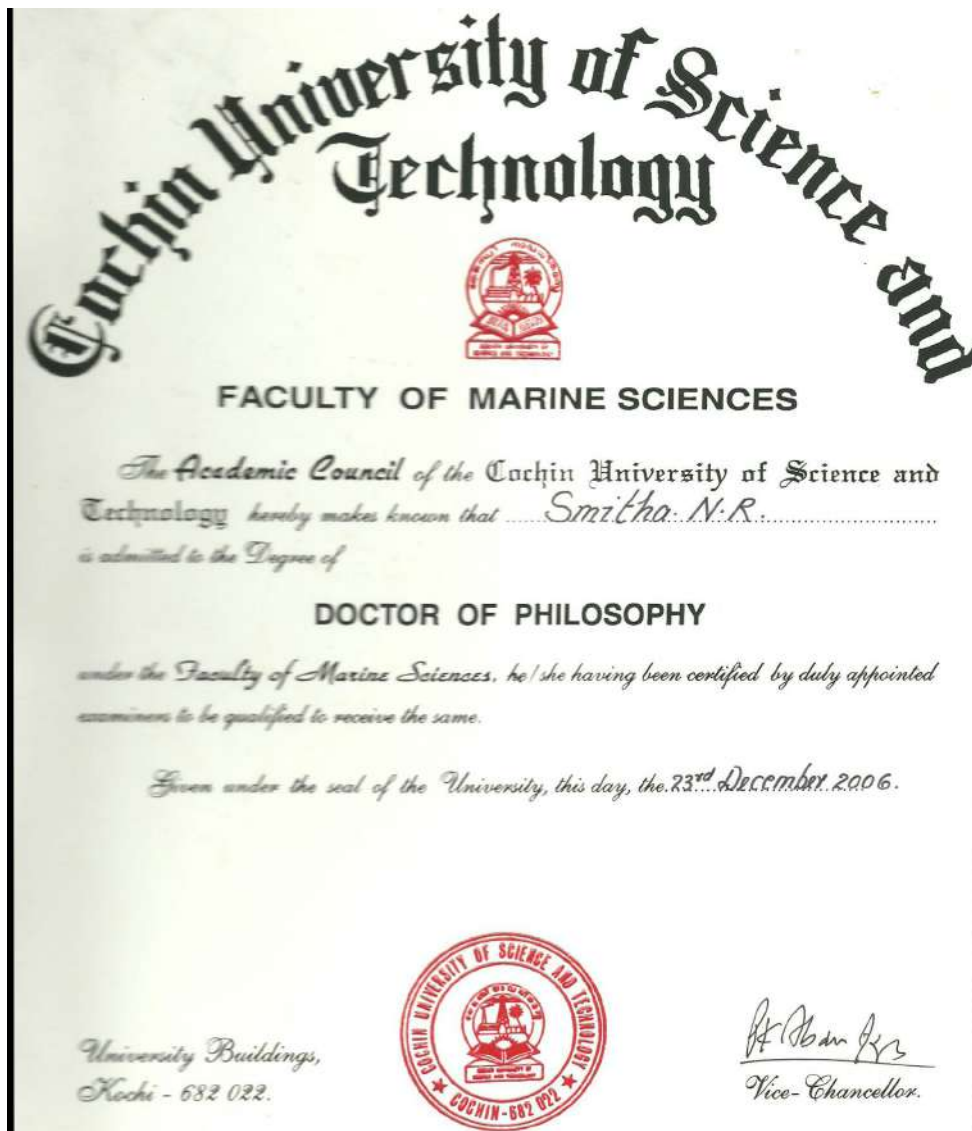 Cochin University of Science and
Technology
FACULTY OF MARINE SCIENCES
The Academic Council of the Cochin University of Science and
Technology hereby makes known that Smitha. N.R.
is admitted to the Degree of
DOCTOR OF PHILOSOPHY
under the Faculty of Marine Sciences, he/she having been certified by duly appointed
examiners to be qualified to receive the same.
Given under the seal of the University, this day, the 23rd December 2006.
COCHIN UNIVERSITY OF SCIENCE AND TECHNOLOGY
COCHIN-682 022
University Buildings,
Kochi - 682 022.
Vice-Chancellor.